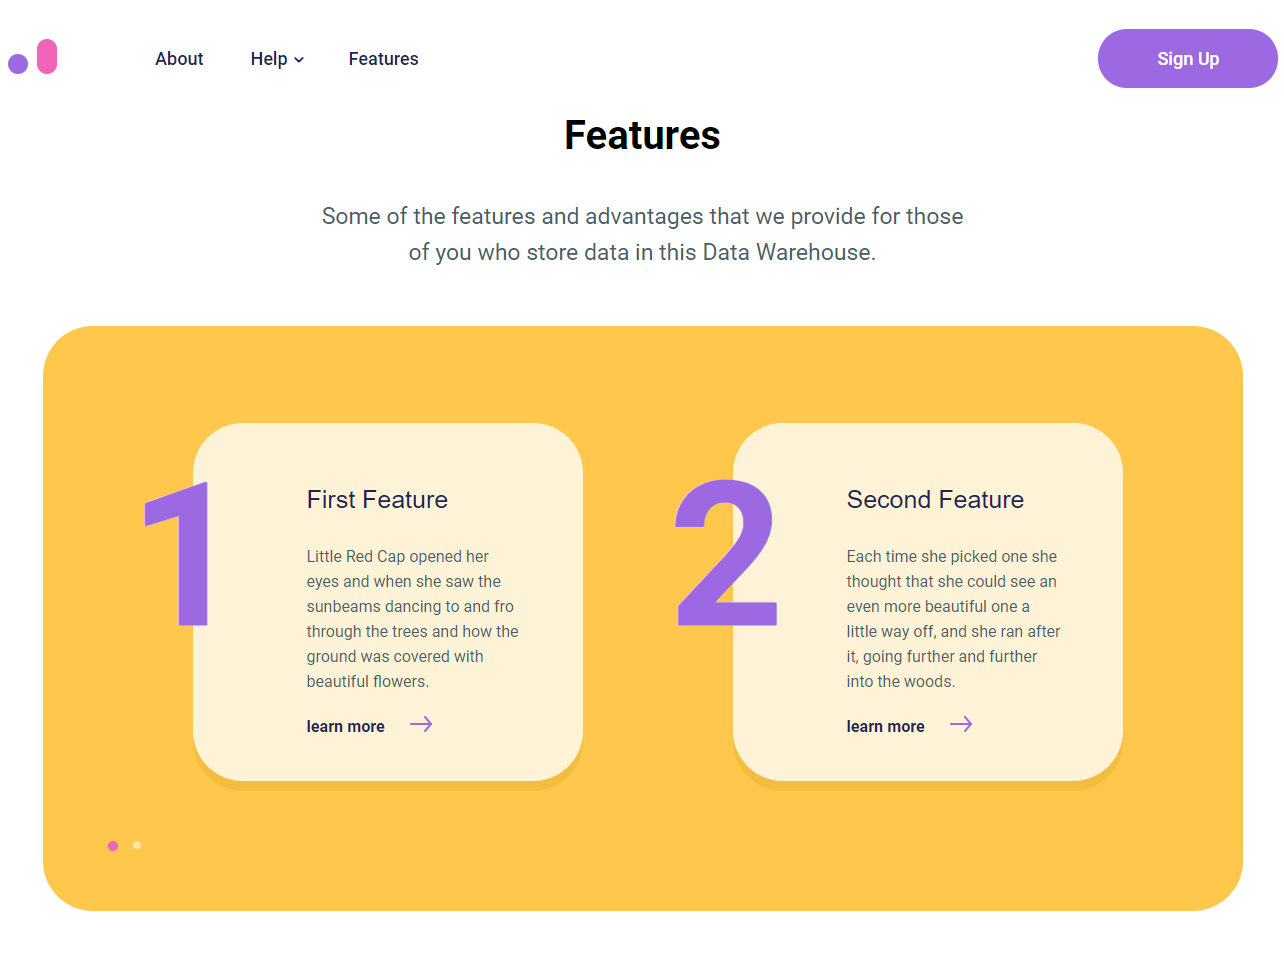 About Help Features
Sign Up
Features
Some of the features and advantages that we provide for those
of you who store data in this Data Warehouse.
1
First Feature
Little Red Cap opened her
eyes and when she saw the
sunbeams dancing to and fro
through the trees and how the
ground was covered with
beautiful flowers.
learn more
2
Second Feature
Each time she picked one she
thought that she could see an
even more beautiful one a
little way off, and she ran after
it, going further and further
into the woods.
learn more